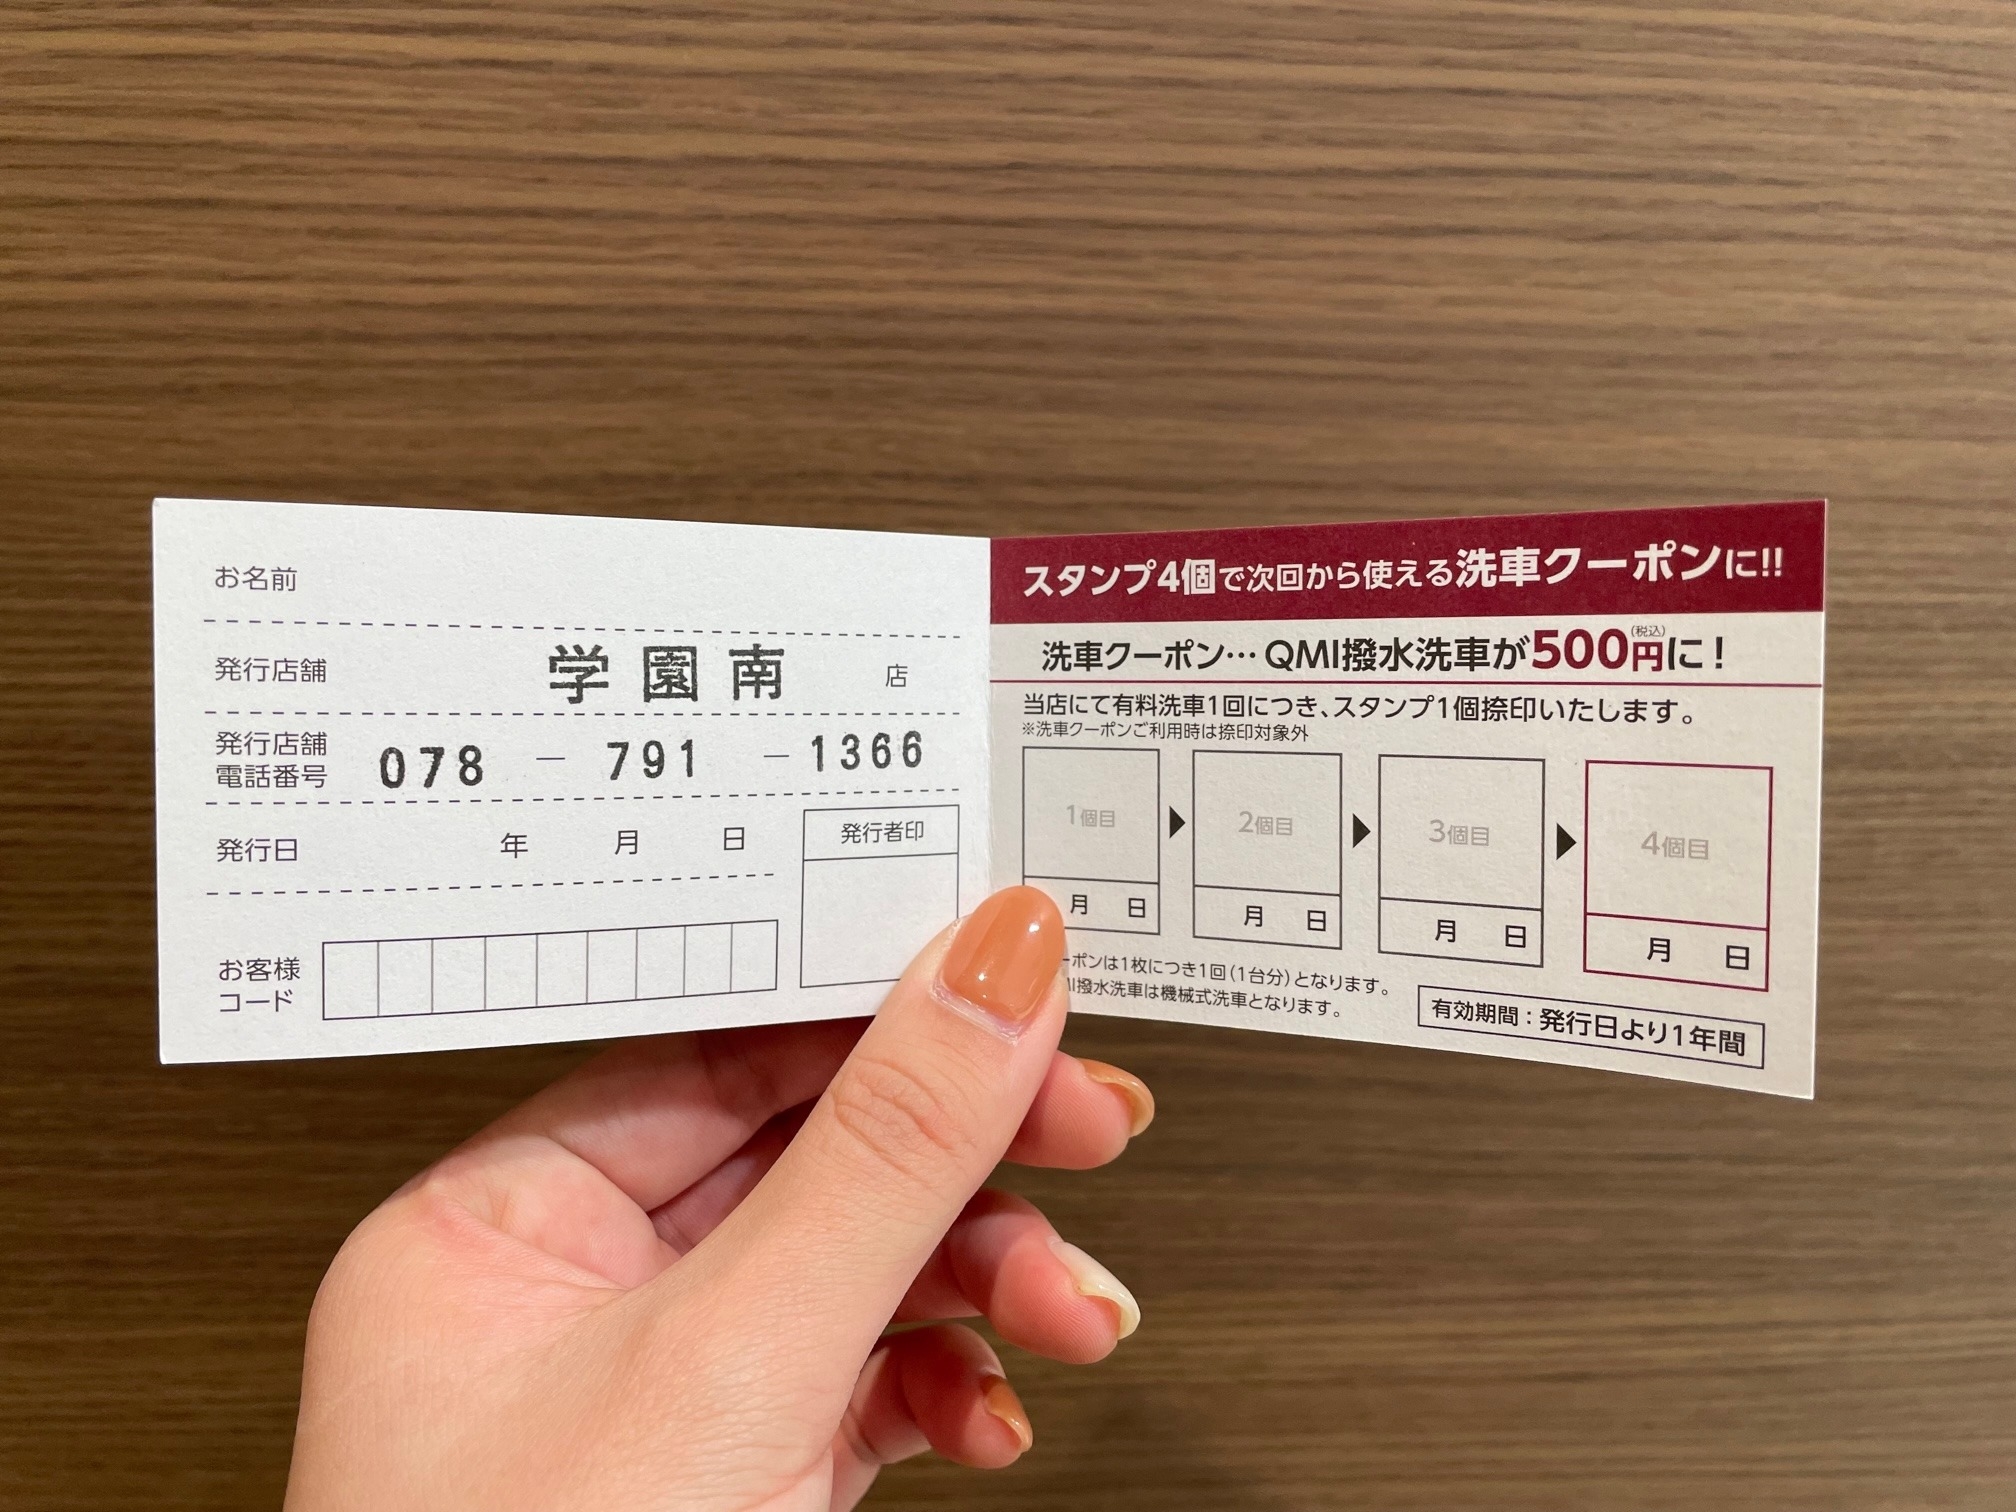 お名前
発行店舗 学園南 店
発行店舗
電話番号 078 － 791 － 1366
発行日 年 月 日
発行者印
お客様
コード
スタンプ4個で次回から使える洗車クーポンに!!
洗車クーポン…QMI撥水洗車が500円(税込)に！
当店にて有料洗車1回につき、スタンプ1個捺印いたします。
※洗車クーポンご利用時は捺印対象外
1個目 2個目 3個目 4個目
月 日 月 日 月 日 月 日
ーポンは1枚につき1回（1台分）となります。
MI撥水洗車は機械式洗車となります。
有効期間：発行日より1年間